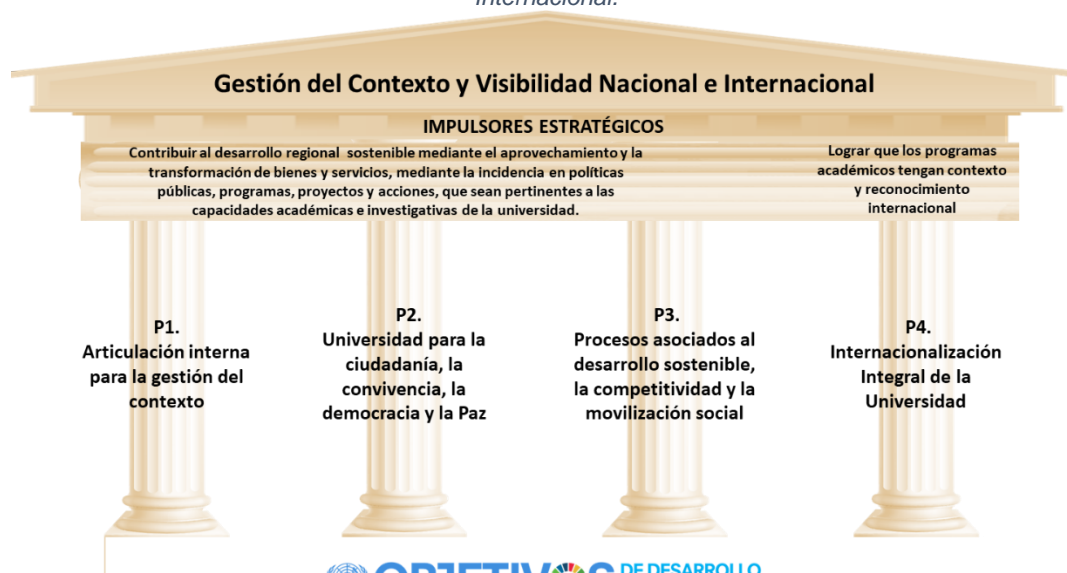 Internacional.
Gestión del Contexto y Visibilidad Nacional e Internacional
IMPULSORES ESTRATÉGICOS
Contribuir al desarrollo regional sostenible mediante el aprovechamiento y la
transformación de bienes y servicios, mediante la incidencia en políticas
públicas, programas, proyectos y acciones, que sean pertinentes a las
capacidades académicas e investigativas de la universidad.
Lograr que los programas
académicos tengan contexto
y reconocimiento
internacional
P1.
Articulación interna
para la gestión del
contexto
P2.
Universidad para la
ciudadanía, la
convivencia, la
democracia y la Paz
P3.
Procesos asociados al
desarrollo sostenible,
la competitividad y la
movilización social
P4.
Internacionalización
Integral de la
Universidad
OBJETIVOS DE DESARROLLO